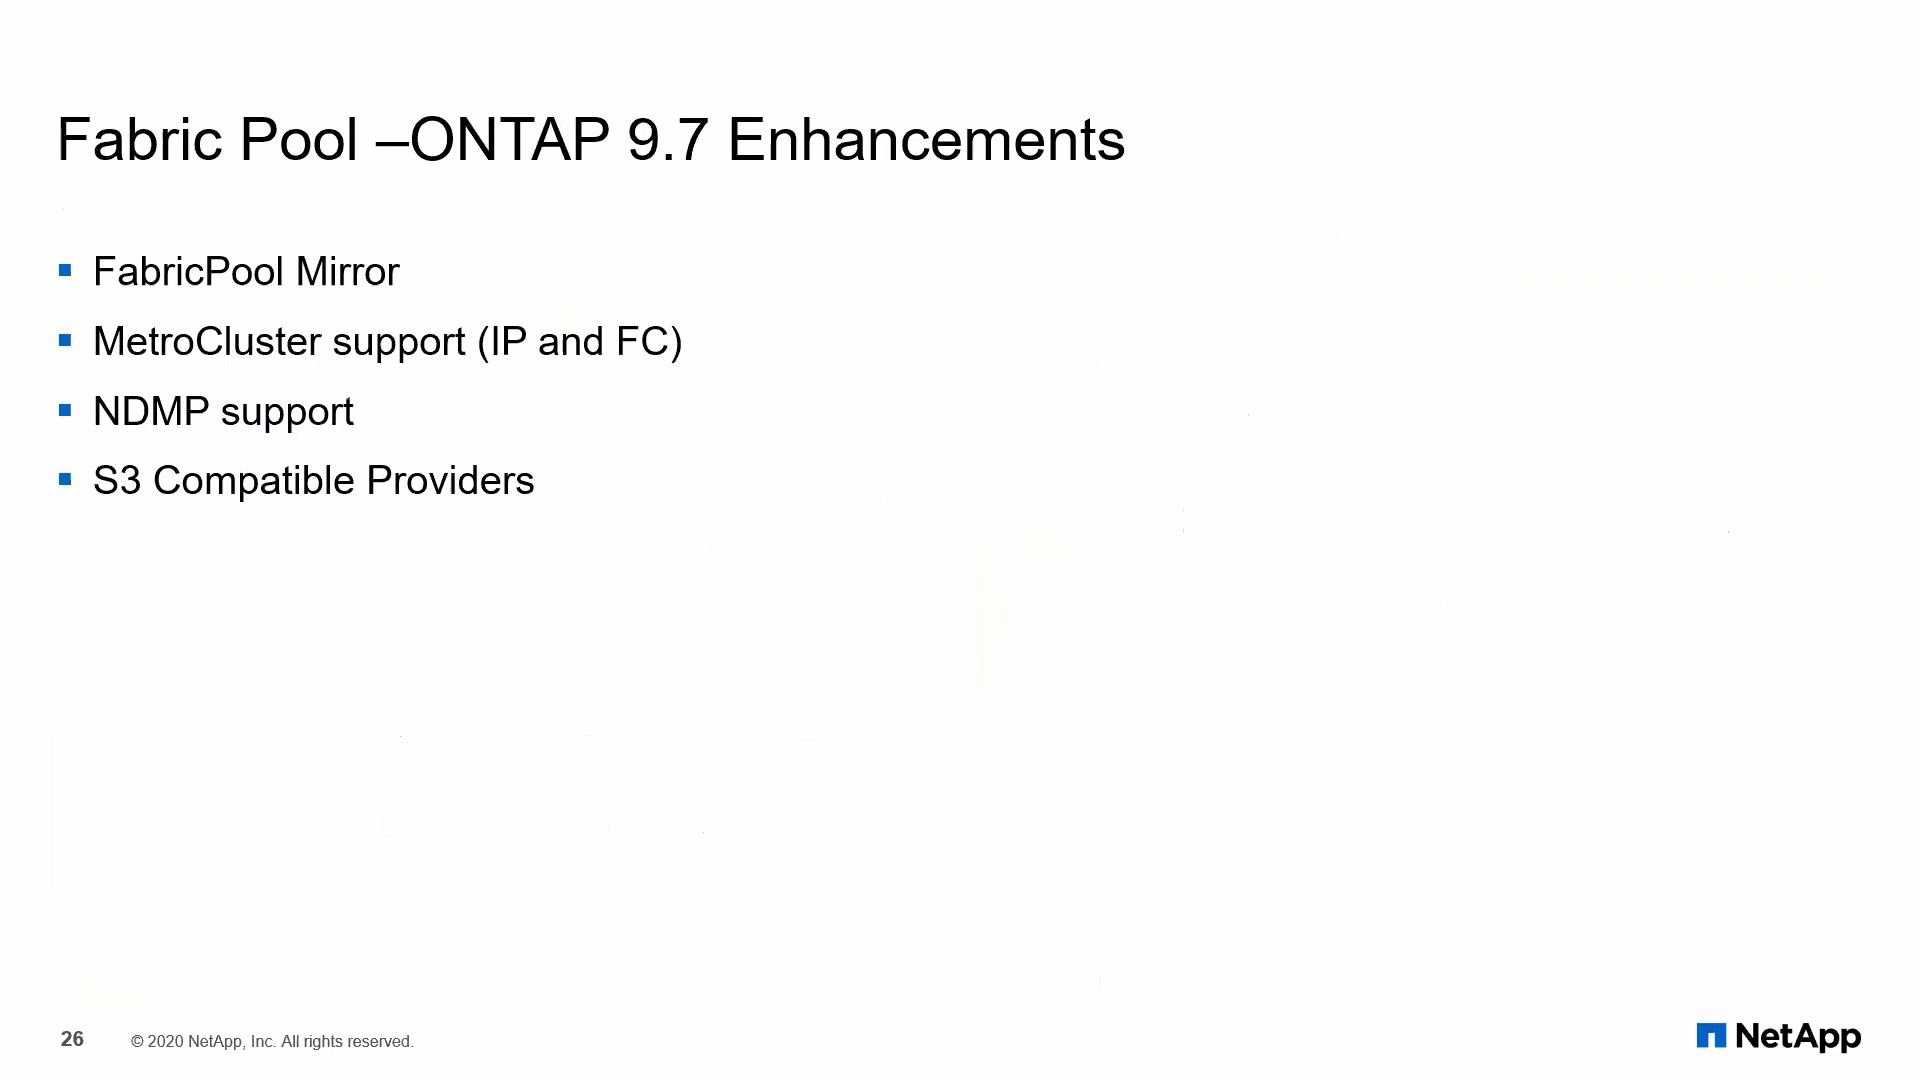 Fabric Pool –ONTAP 9.7 Enhancements
FabricPool Mirror
MetroCluster support (IP and FC)
NDMP support
S3 Compatible Providers
26
© 2020 NetApp, Inc. All rights reserved.
NetApp